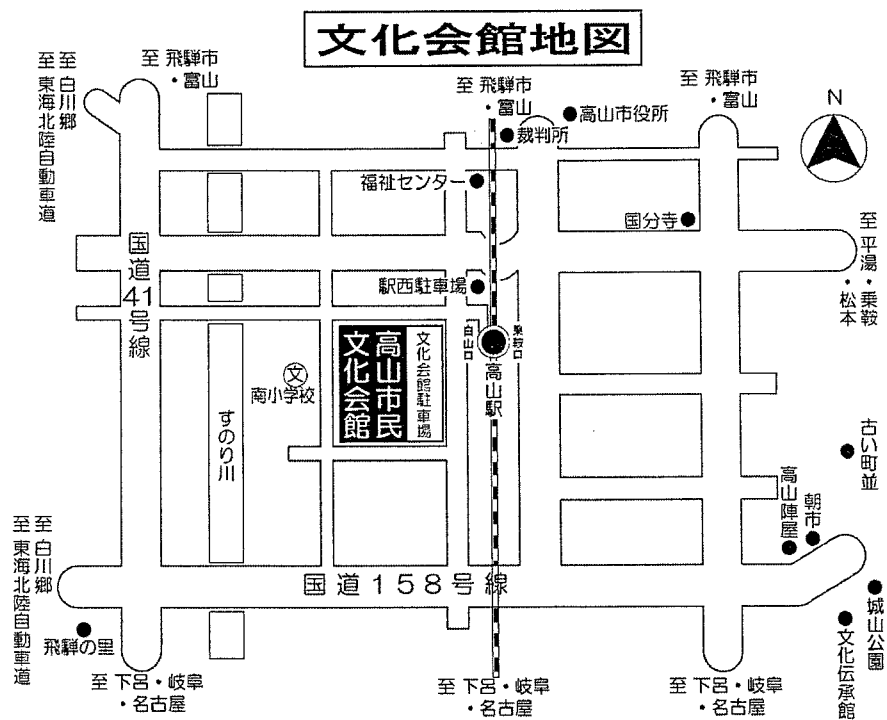 文化会館地図
至 白川郷
至 東海北陸自動車道
至 飛騨市
・富山
至 飛騨市
・富山
高山市役所
裁判所
至 飛騨市
・富山
N
福祉センター
国分寺
国道41号線
駅西駐車場
至 平湯・乗鞍
・松本
白山口
乗鞍口
高山駅
文
南小学校
高山市民
文化会館
文化会館駐車場
すのり川
古い町並
高山陣屋
朝市
至 白川郷
至 東海北陸自動車道
国道158号線
飛騨の里
城山公園
文化伝承館
至 下呂・岐阜
・名古屋
至 下呂・岐阜
・名古屋
至 下呂・岐阜
・名古屋